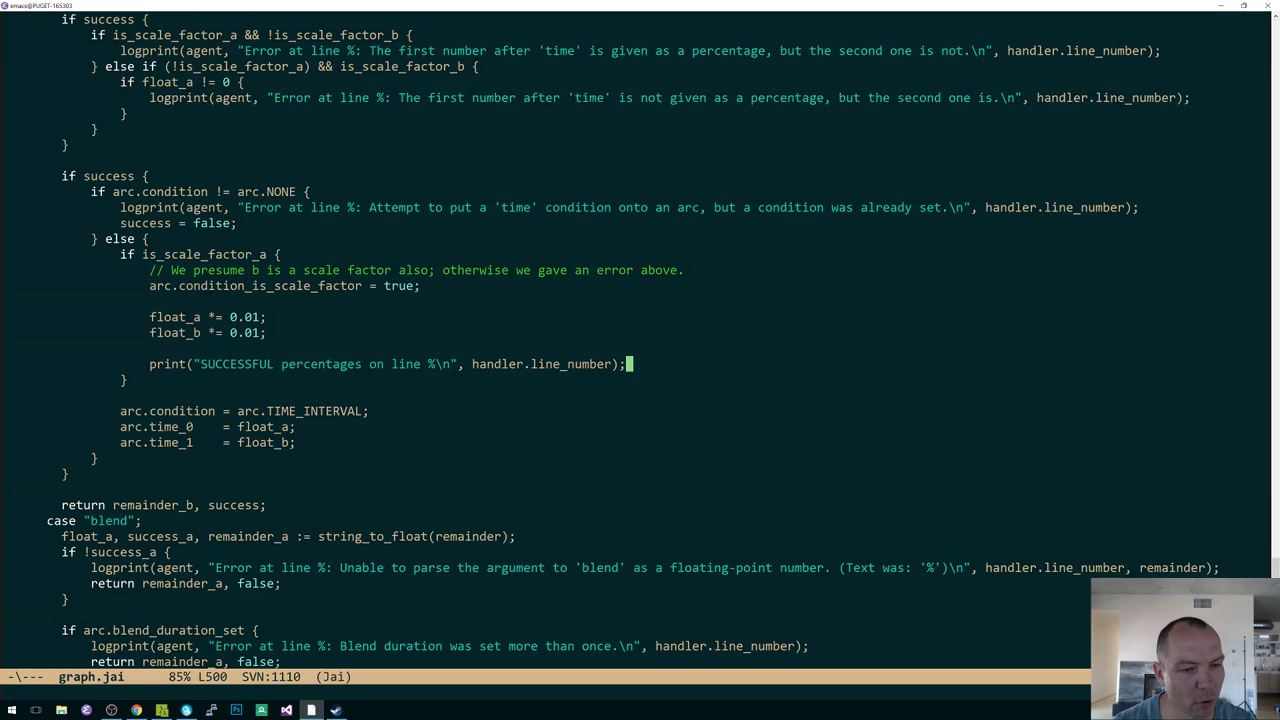 emacs@PUGET-165303
if success {
if is_scale_factor_a && !is_scale_factor_b {
logprint(agent, "Error at line %: The first number after 'time' is given as a percentage, but the second one is not.\n", handler.line_number);
} else if (!is_scale_factor_a) && is_scale_factor_b {
if float_a != 0 {
logprint(agent, "Error at line %: The first number after 'time' is not given as a percentage, but the second one is.\n", handler.line_number);
}
}
}
if success {
if arc.condition != arc.NONE {
logprint(agent, "Error at line %: Attempt to put a 'time' condition onto an arc, but a condition was already set.\n", handler.line_number);
success = false;
} else {
if is_scale_factor_a {
// We presume b is a scale factor also; otherwise we gave an error above.
arc.condition_is_scale_factor = true;
float_a *= 0.01;
float_b *= 0.01;
print("SUCCESSFUL percentages on line %\n", handler.line_number);
}
arc.condition = arc.TIME_INTERVAL;
arc.time_0    = float_a;
arc.time_1    = float_b;
}
}
return remainder_b, success;
case "blend";
float_a, success_a, remainder_a := string_to_float(remainder);
if !success_a {
logprint(agent, "Error at line %: Unable to parse the argument to 'blend' as a floating-point number. (Text was: '%')\n", handler.line_number, remainder);
return remainder_a, false;
}
if arc.blend_duration_set {
logprint(agent, "Error at line %: Blend duration was set more than once.\n", handler.line_number);
return remainder_a, false;
-\---  graph.jai      85% L500   SVN:1110  (Jai)